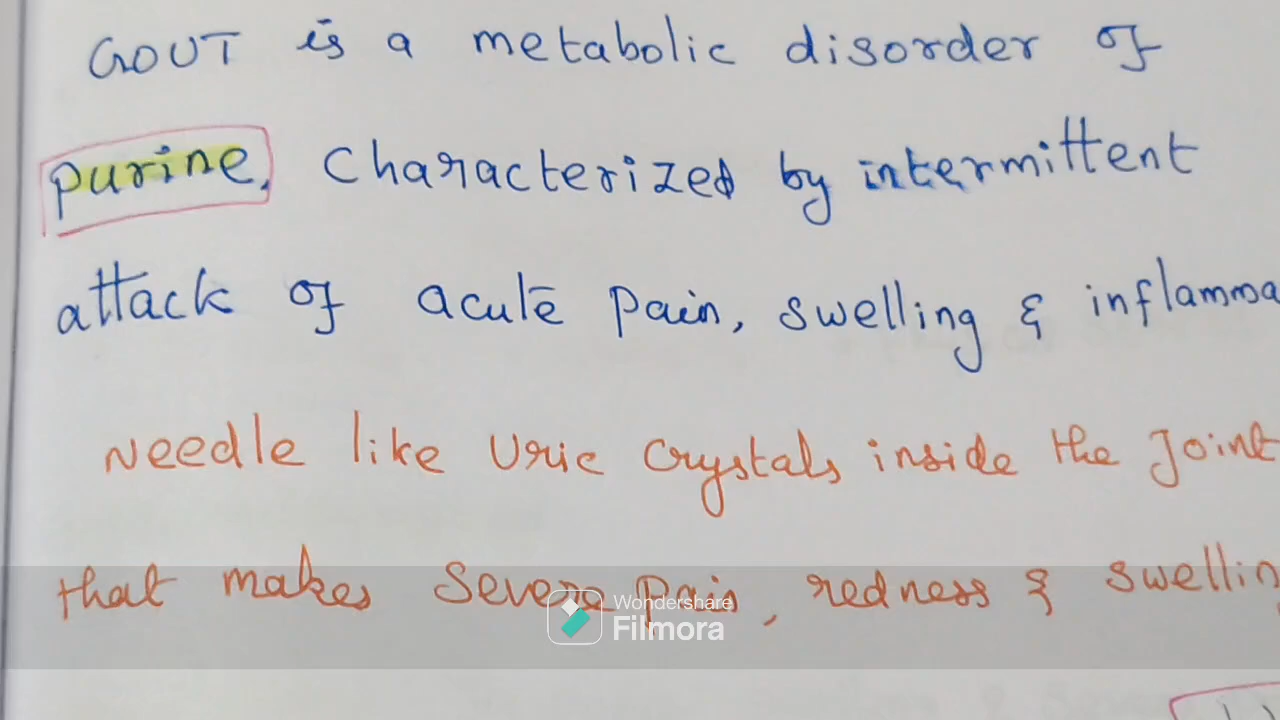 GOUT is a metabolic disorder of
purine, Characterized by intermittent
attack of acute pain, swelling & inflamma
Needle like Uric Crystals inside the Joint
that makes Severe pain, redness & swellin
Wondershare
Filmora